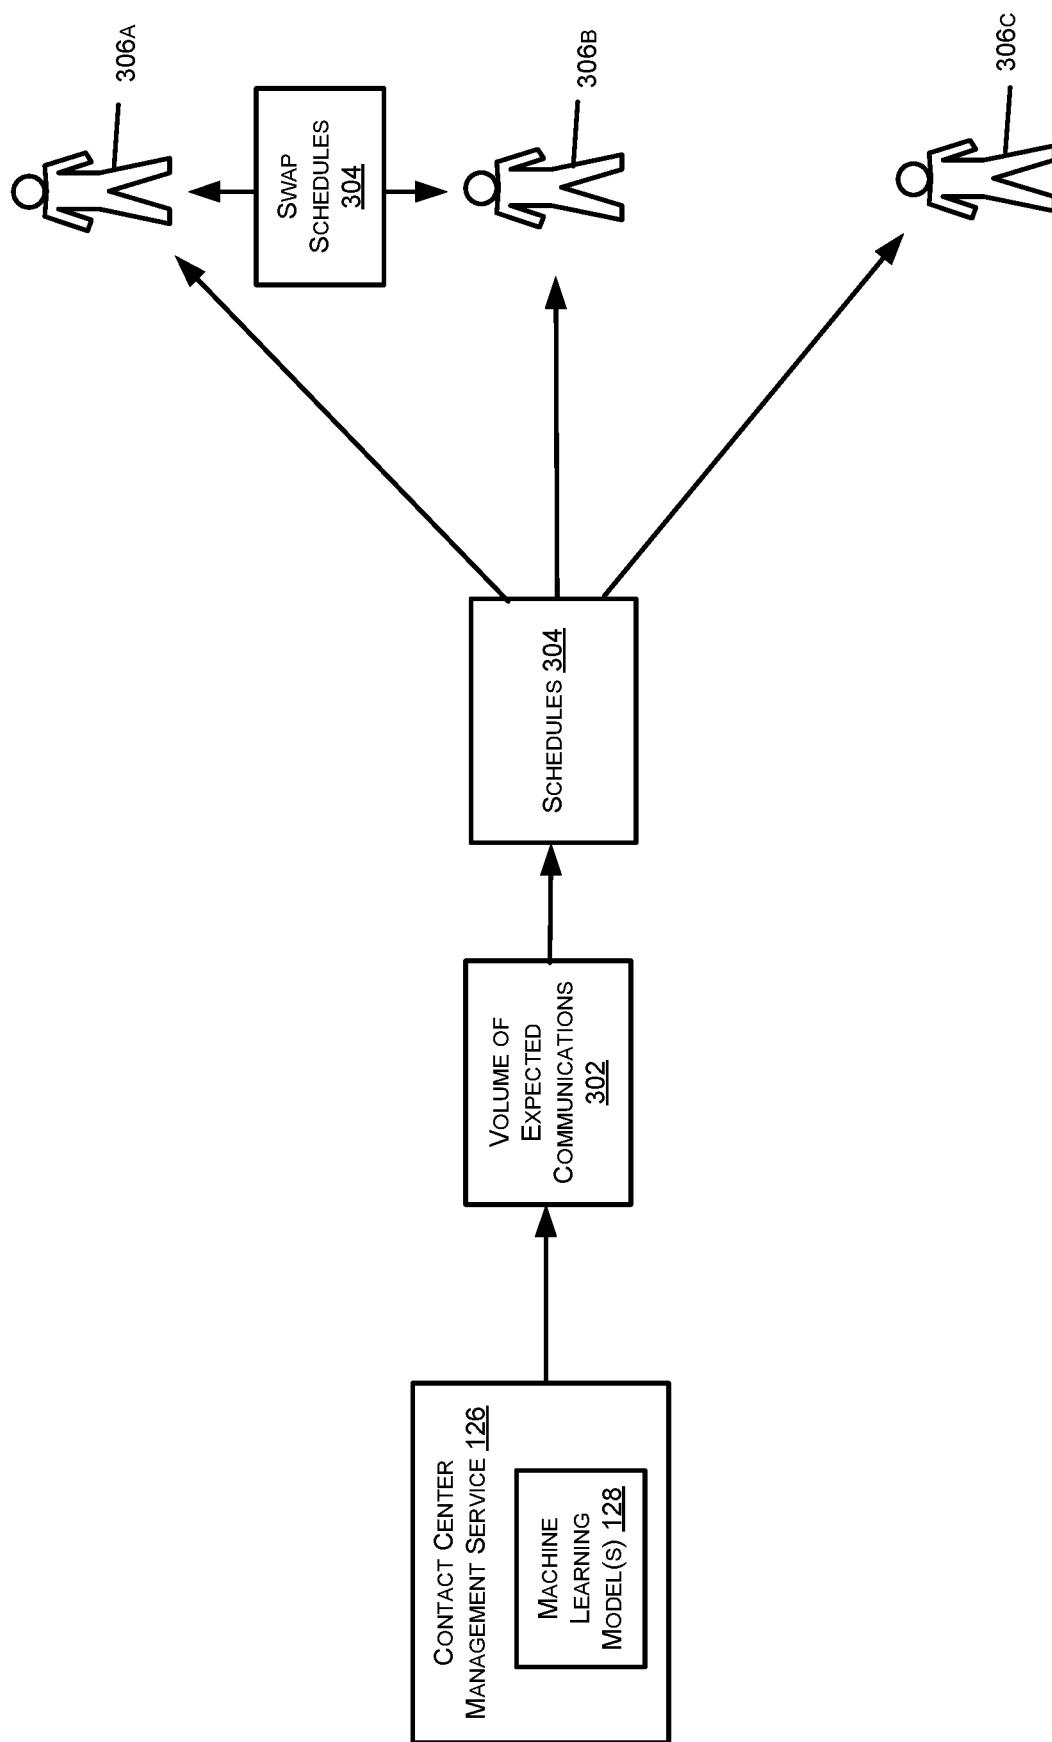 CONTACT CENTER
MANAGEMENT SERVICE 126
MACHINE
LEARNING
MODEL(S) 128
VOLUME OF
EXPECTED
COMMUNICATIONS
302
SCHEDULES 304
SWAP
SCHEDULES
304
306A
306B
306C